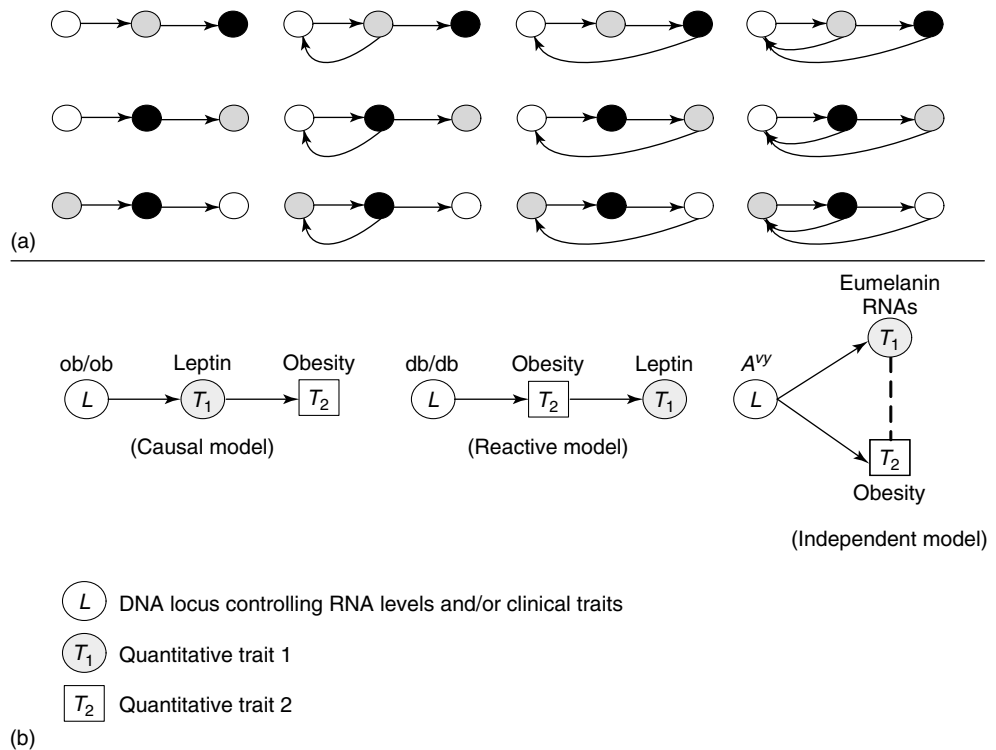 (a)
Eumelanin
RNAs
ob/ob
Leptin
Obesity
db/db
Obesity
Leptin
A^vy
T₁
L
T₁
T₂
L
T₂
T₁
L
(Causal model)
(Reactive model)
T₂
Obesity
(Independent model)
L DNA locus controlling RNA levels and/or clinical traits
T₁ Quantitative trait 1
T₂ Quantitative trait 2
(b)